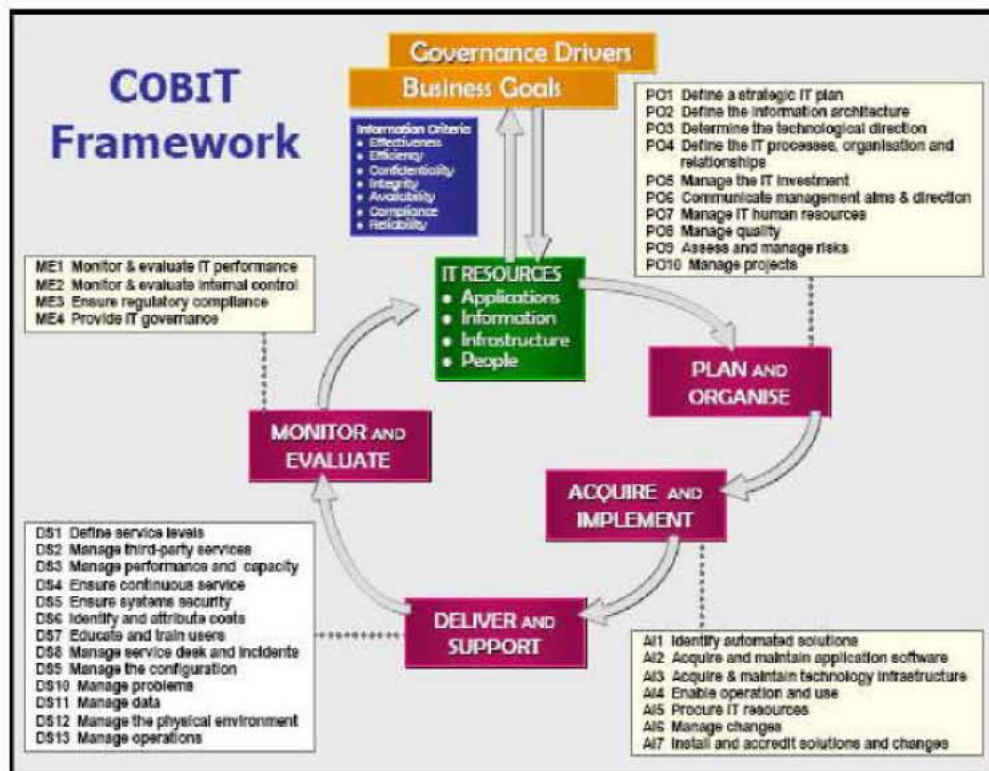 COBIT
Framework
Governance Drivers
Business Goals
Information Criteria
• Effectiveness
• Efficiency
• Confidentiality
• Integrity
• Availability
• Compliance
• Reliability
IT RESOURCES
• Applications
• Information
• Infrastructure
• People
PO1 Define a strategic IT plan
PO2 Define the information architecture
PO3 Determine the technological direction
PO4 Define the IT processes, organisation and
relationships
PO5 Manage the IT investment
PO6 Communicate management aims & direction
PO7 Manage IT human resources
PO8 Manage quality
PO9 Assess and manage risks
PO10 Manage projects
PLAN AND
ORGANISE
ME1 Monitor & evaluate IT performance
ME2 Monitor & evaluate internal control
ME3 Ensure regulatory compliance
ME4 Provide IT governance
MONITOR AND
EVALUATE
ACQUIRE AND
IMPLEMENT
DS1 Define service levels
DS2 Manage third-party services
DS3 Manage performance and capacity
DS4 Ensure continuous service
DS5 Ensure systems security
DS6 Identify and attribute costs
DS7 Educate and train users
DS8 Manage service desk and incidents
DS9 Manage the configuration
DS10 Manage problems
DS11 Manage data
DS12 Manage the physical environment
DS13 Manage operations
DELIVER AND
SUPPORT
AI1 Identify automated solutions
AI2 Acquire and maintain application software
AI3 Acquire & maintain technology infrastructure
AI4 Enable operation and use
AI5 Procure IT resources
AI6 Manage changes
AI7 Install and accredit solutions and changes